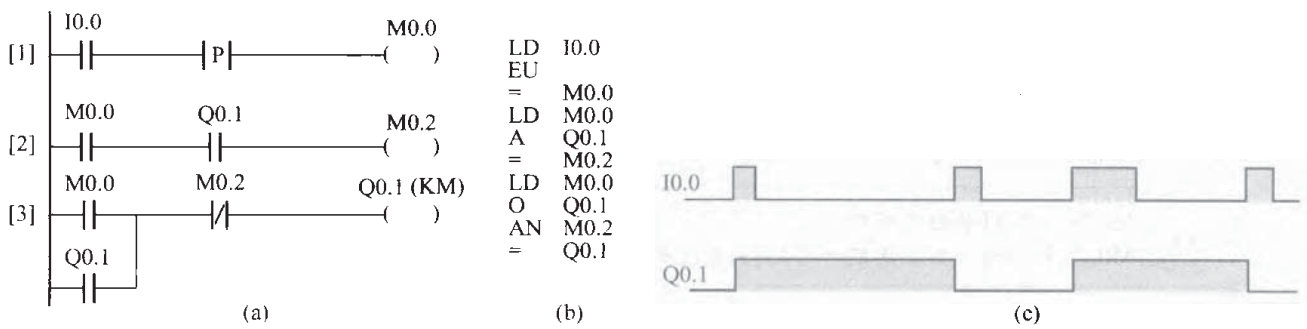 I0.0
M0.0
[1]
P
M0.0
Q0.1
M0.2
[2]
M0.0
M0.2
Q0.1 (KM)
[3]
Q0.1
(a)
LD I0.0
EU
= M0.0
LD M0.0
A Q0.1
= M0.2
LD M0.0
O Q0.1
AN M0.2
= Q0.1
(b)
I0.0
Q0.1
(c)